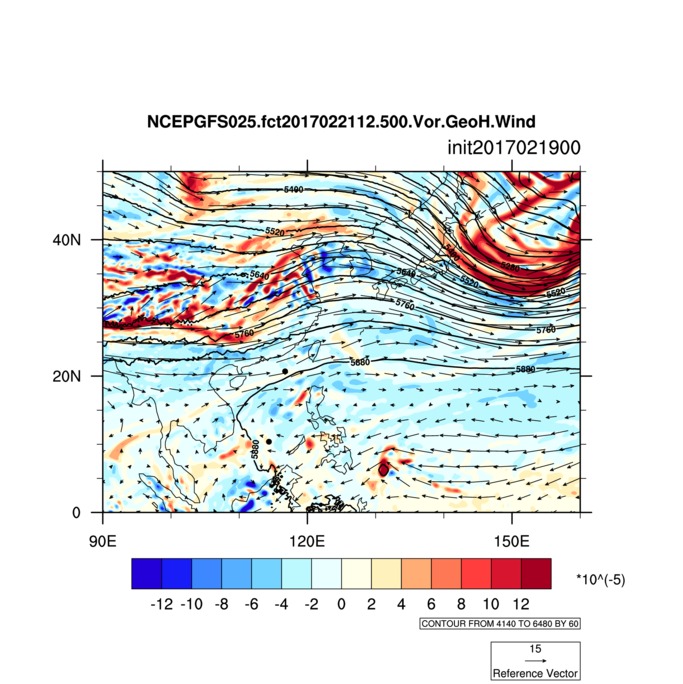 NCEPGFS025.fct2017022112.500.Vor.GeoH.Wind
init2017021900
5400
5520
40N
5640
5640
5280
5520
5520
5760
5760
5760
5880
5880
20N
5880
0
90E 120E 150E
-12 -10 -8 -6 -4 -2 0 2 4 6 8 10 12
*10^(-5)
CONTOUR FROM 4140 TO 6480 BY 60
15
Reference Vector